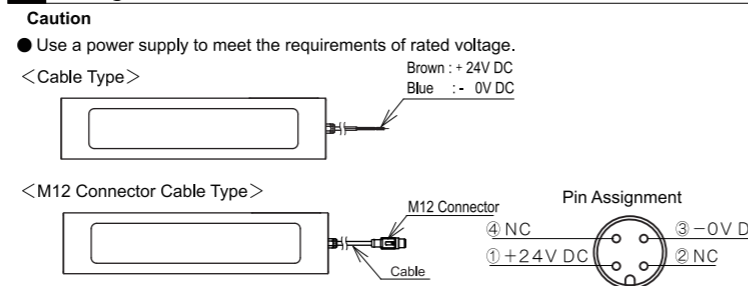 Caution
● Use a power supply to meet the requirements of rated voltage.
＜Cable Type＞
Brown : + 24V DC
Blue : - 0V DC
＜M12 Connector Cable Type＞
M12 Connector
Cable
Pin Assignment
④ NC
③ −0V D
① +24V DC
② NC